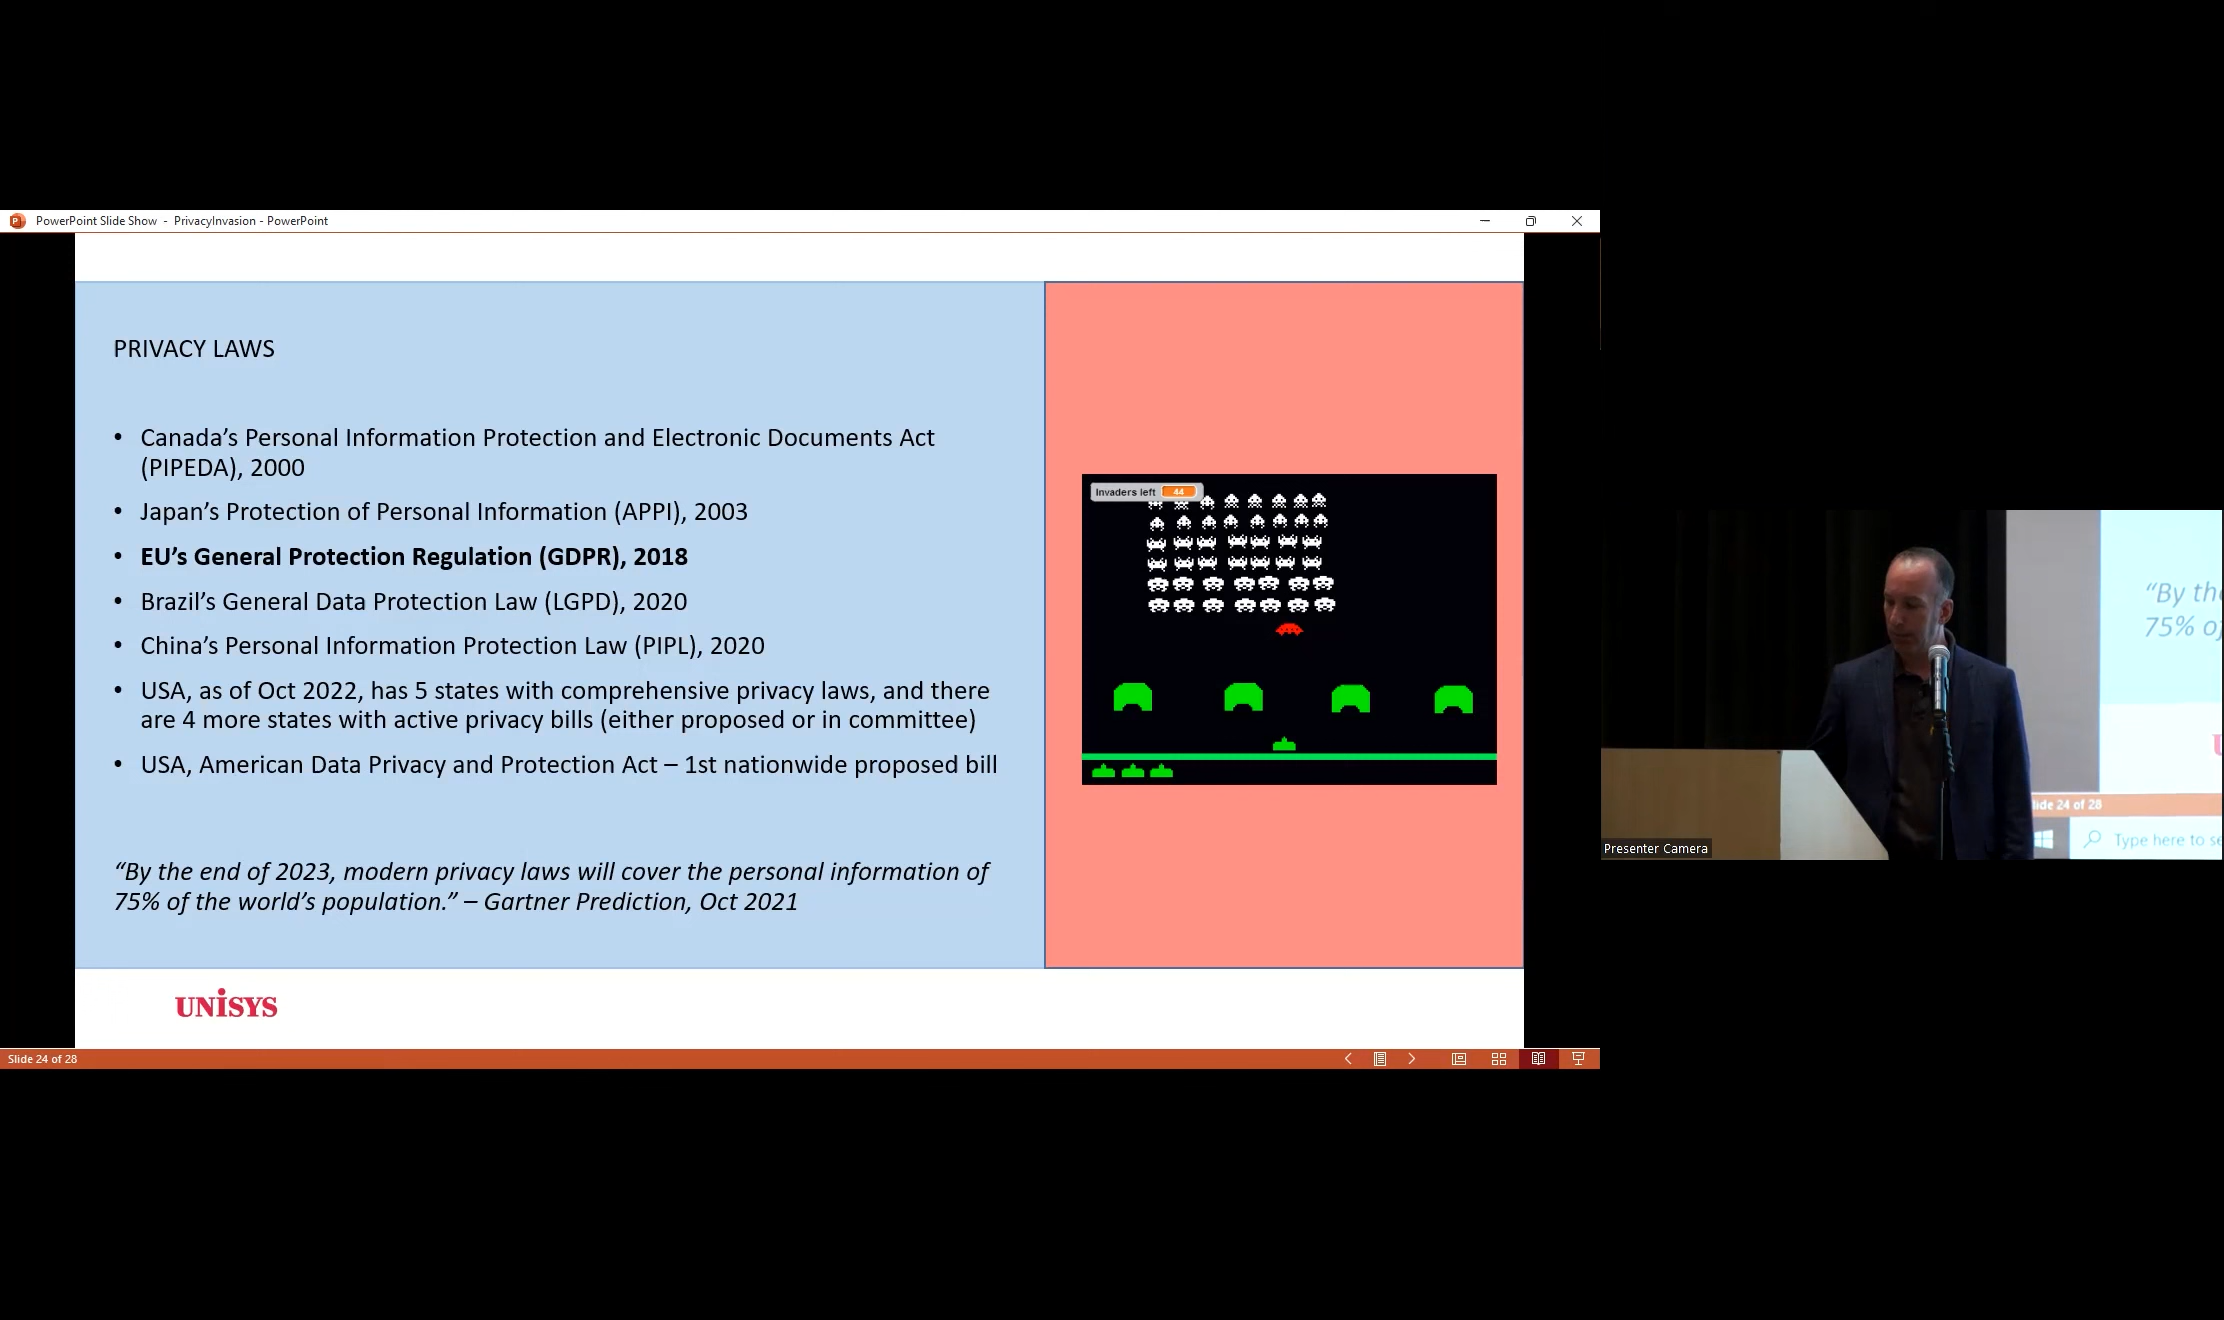 PowerPoint Slide Show - PrivacyInvasion - PowerPoint
PRIVACY LAWS
• Canada’s Personal Information Protection and Electronic Documents Act
(PIPEDA), 2000
• Japan’s Protection of Personal Information (APPI), 2003
• EU’s General Protection Regulation (GDPR), 2018
• Brazil’s General Data Protection Law (LGPD), 2020
• China’s Personal Information Protection Law (PIPL), 2020
• USA, as of Oct 2022, has 5 states with comprehensive privacy laws, and there
are 4 more states with active privacy bills (either proposed or in committee)
• USA, American Data Privacy and Protection Act – 1st nationwide proposed bill
“By the end of 2023, modern privacy laws will cover the personal information of
75% of the world’s population.” – Gartner Prediction, Oct 2021
UNISYS
Slide 24 of 28
Invaders left 44
“By
75%
24 of 28
Type here to
Presenter Camera